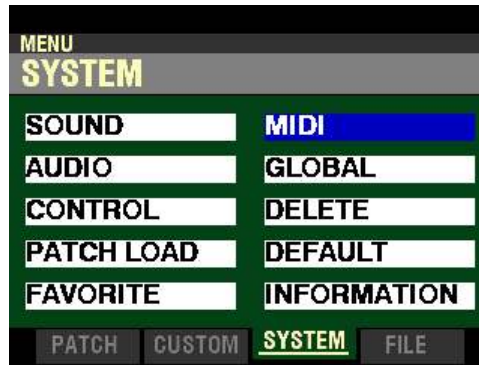 MENU
SYSTEM
SOUND
MIDI
AUDIO
GLOBAL
CONTROL
DELETE
PATCH LOAD
DEFAULT
FAVORITE
INFORMATION
PATCH
CUSTOM
SYSTEM
FILE